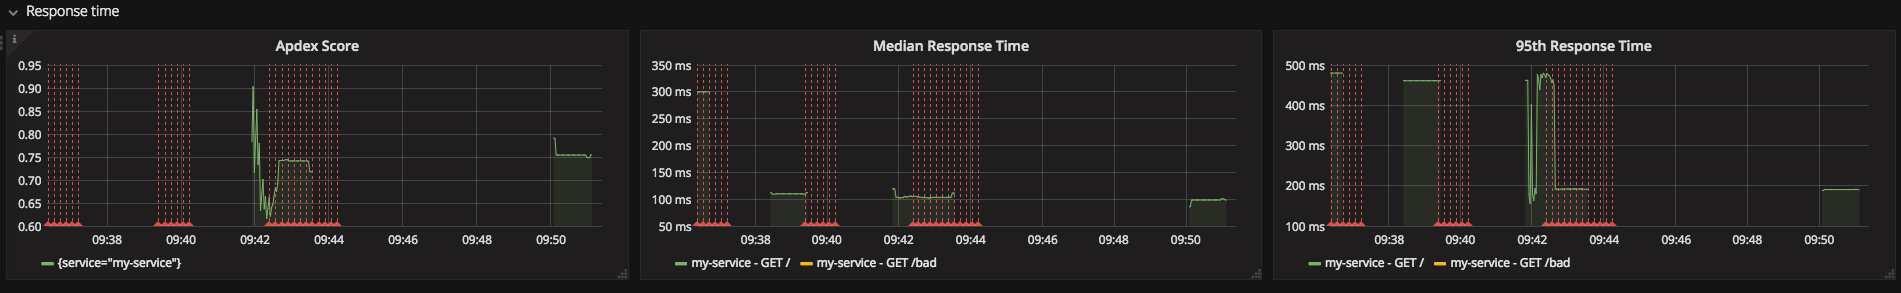 Response time
i
Apdex Score
0.95
0.90
0.85
0.80
0.75
0.70
0.65
0.60
09:38 09:40 09:42 09:44 09:46 09:48 09:50
{service="my-service"}
Median Response Time
350 ms
300 ms
250 ms
200 ms
150 ms
100 ms
50 ms
09:38 09:40 09:42 09:44 09:46 09:48 09:50
my-service - GET / my-service - GET /bad
95th Response Time
500 ms
400 ms
300 ms
200 ms
100 ms
09:38 09:40 09:42 09:44 09:46 09:48 09:50
my-service - GET / my-service - GET /bad